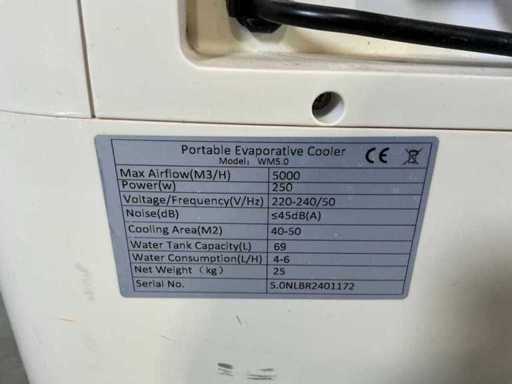 Portable Evaporative Cooler
Model: WM5.0
CE
Max Airflow(M3/H) 5000
Power(w) 250
Voltage/Frequency(V/Hz) 220-240/50
Noise(dB) ≤45dB(A)
Cooling Area(M2) 40-50
Water Tank Capacity(L) 69
Water Consumption(L/H) 4-6
Net Weight (kg) 25
Serial No. 5.0NLBR2401172